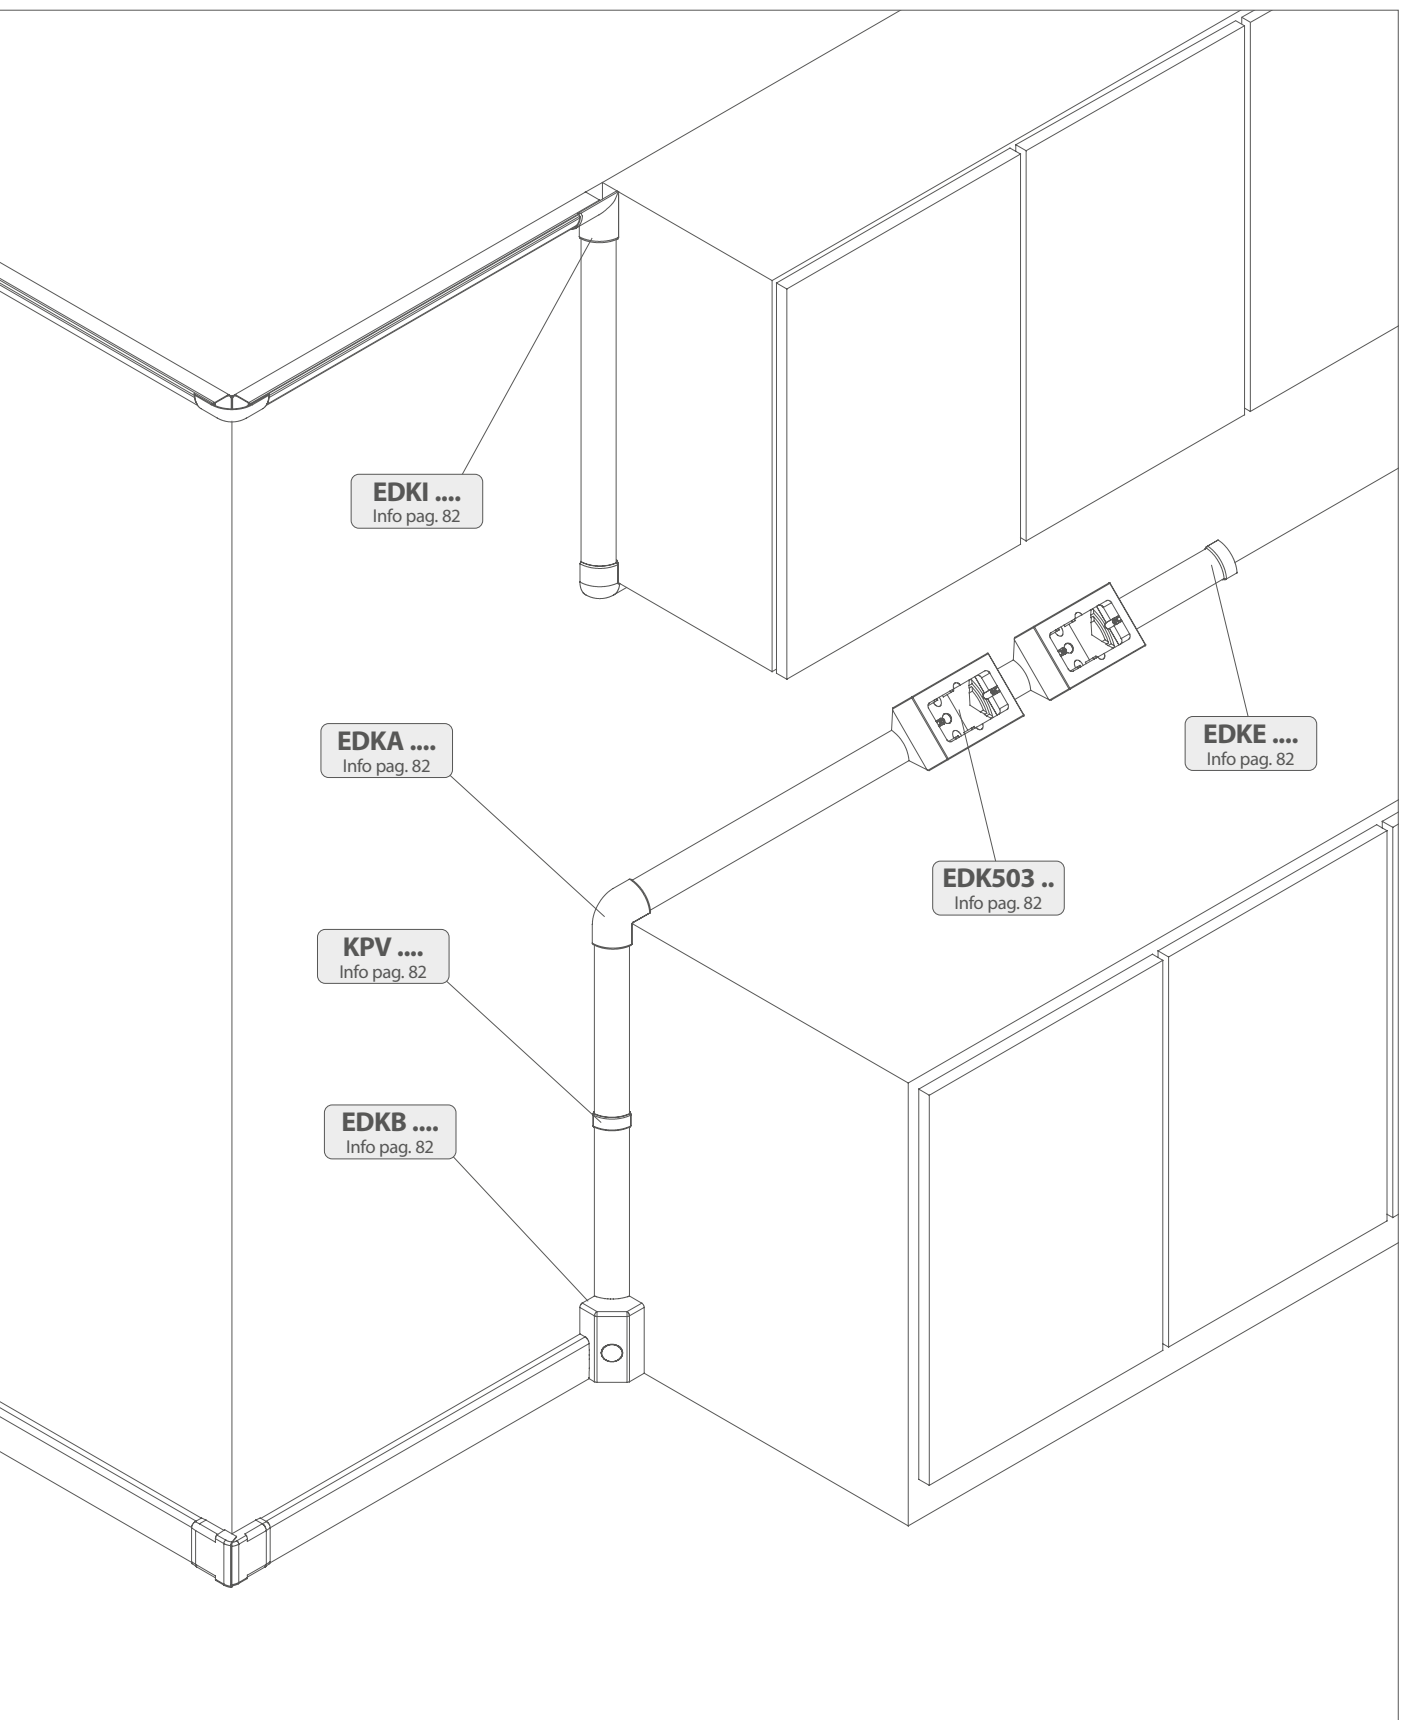 EDKI ....
Info pag. 82
EDKA ....
Info pag. 82
EDKE ....
Info pag. 82
EDK503 ..
Info pag. 82
KPV ....
Info pag. 82
EDKB ....
Info pag. 82